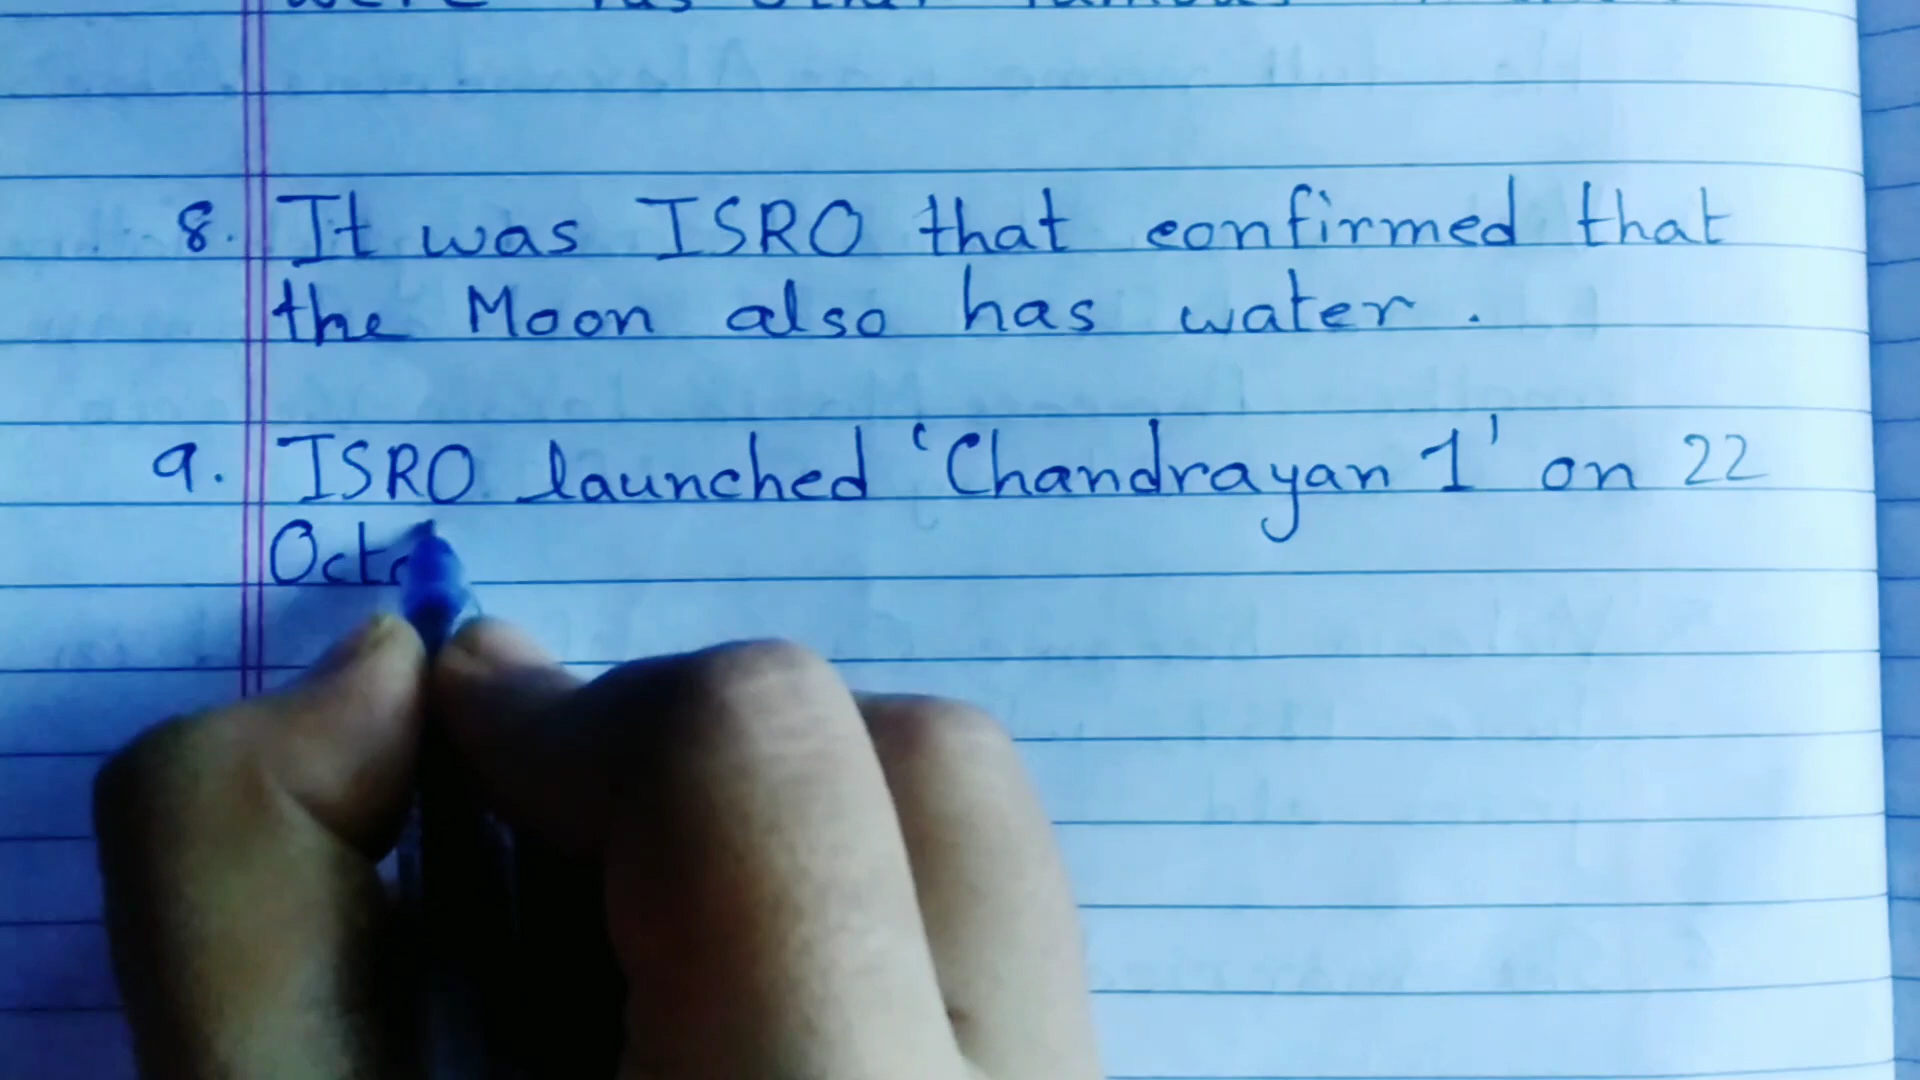 8. It was ISRO that confirmed that
the Moon also has water.
9. ISRO launched 'Chandrayan 1' on 22
Octo